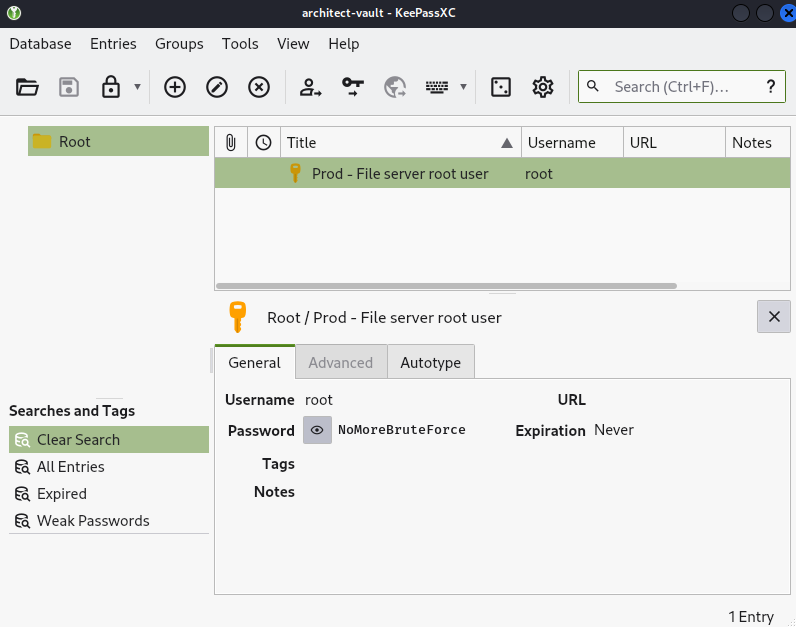 architect-vault - KeePassXC
Database Entries Groups Tools View Help
Search (Ctrl+F)... ?
Root
Title Username URL Notes
Prod - File server root user root
Root / Prod - File server root user
General Advanced Autotype
Username root URL
Password NoMoreBruteForce Expiration Never
Tags
Notes
Searches and Tags
Clear Search
All Entries
Expired
Weak Passwords
1 Entry